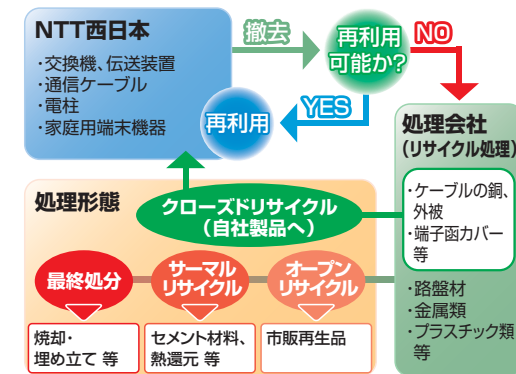 NTT西日本
・交換機、伝送装置
・通信ケーブル
・電柱
・家庭用端末機器
撤去
再利用
可能か?
NO
YES
再利用
処理会社
(リサイクル処理)
・ケーブルの銅、
外被
・端子函カバー
等
・路盤材
・金属類
・プラスチック類
等
処理形態
クローズドリサイクル
(自社製品へ)
最終処分
サーマル
リサイクル
オープン
リサイクル
焼却・
埋め立て 等
セメント材料、
熱還元 等
市販再生品